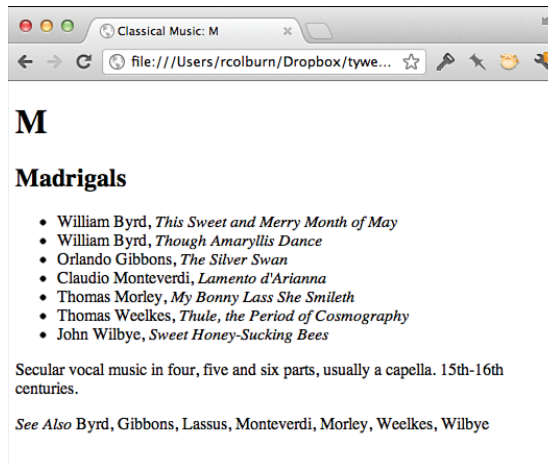 Classical Music: M
file:///Users/rcolburn/Dropbox/tywe...
M
Madrigals
• William Byrd, This Sweet and Merry Month of May
• William Byrd, Though Amaryllis Dance
• Orlando Gibbons, The Silver Swan
• Claudio Monteverdi, Lamento d'Arianna
• Thomas Morley, My Bonny Lass She Smileth
• Thomas Weelkes, Thule, the Period of Cosmography
• John Wilbye, Sweet Honey-Sucking Bees
Secular vocal music in four, five and six parts, usually a capella. 15th-16th
centuries.
See Also Byrd, Gibbons, Lassus, Monteverdi, Morley, Weelkes, Wilbye